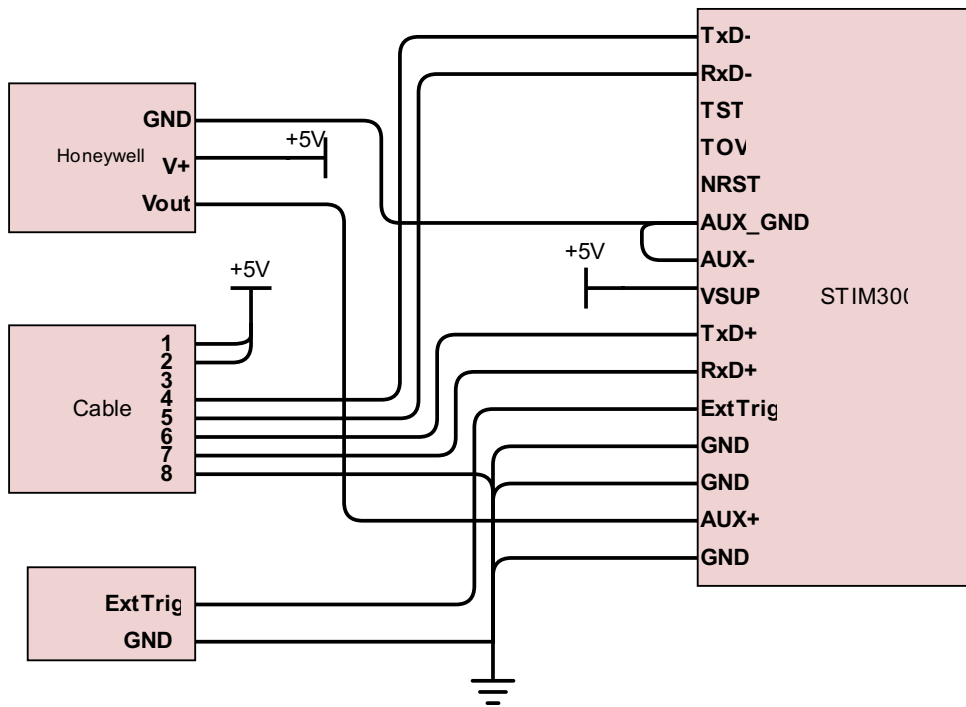 GND
Honeywell
V+
Vout
+5V
+5V
1
2
3
4
5
6
7
8
Cable
ExtTrig
GND
TxD-
RxD-
TST
TOV
NRST
AUX_GND
AUX-
+5V
VSUP
STIM300
TxD+
RxD+
ExtTrig
GND
GND
AUX+
GND